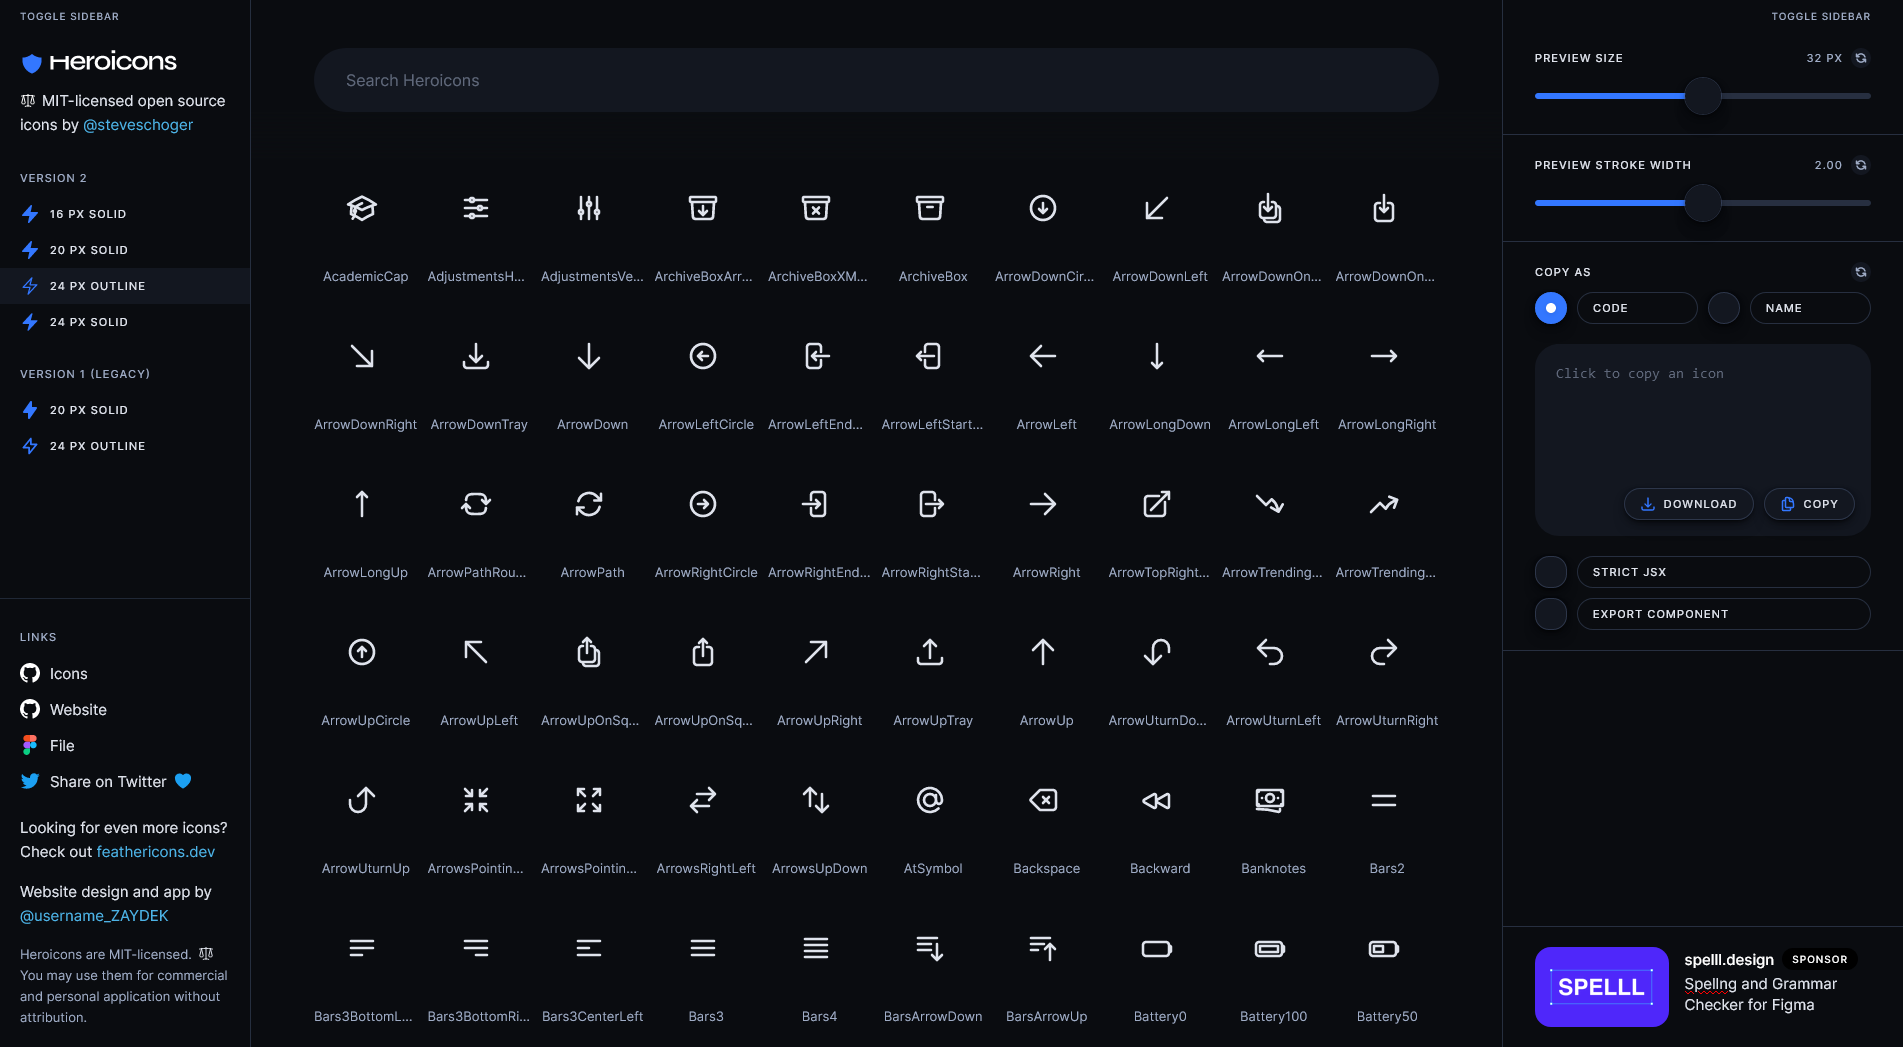 TOGGLE SIDEBAR
Heroicons
MIT-licensed open source
icons by @steveschoger
VERSION 2
16 PX SOLID
20 PX SOLID
24 PX OUTLINE
24 PX SOLID
VERSION 1 (LEGACY)
20 PX SOLID
24 PX OUTLINE
LINKS
Icons
Website
File
Share on Twitter
Looking for even more icons?
Check out feathericons.dev
Website design and app by
@username_ZAYDEK
Heroicons are MIT-licensed.
You may use them for commercial
and personal application without
attribution.
Search Heroicons
AcademicCap AdjustmentsH... AdjustmentsVe... ArchiveBoxArr... ArchiveBoxXM... ArchiveBox ArrowDownCir... ArrowDownLeft ArrowDownOn... ArrowDownOn...
ArrowDownRight ArrowDownTray ArrowDown ArrowLeftCircle ArrowLeftEnd... ArrowLeftStart... ArrowLeft ArrowLongDown ArrowLongLeft ArrowLongRight
ArrowLongUp ArrowPathRou... ArrowPath ArrowRightCircle ArrowRightEnd... ArrowRightSta... ArrowRight ArrowTopRight... ArrowTrending... ArrowTrending...
ArrowUpCircle ArrowUpLeft ArrowUpOnSq... ArrowUpOnSq... ArrowUpRight ArrowUpTray ArrowUp ArrowUturnDo... ArrowUturnLeft ArrowUturnRight
ArrowUturnUp ArrowsPointin... ArrowsPointin... ArrowsRightLeft ArrowsUpDown AtSymbol Backspace Backward Banknotes Bars2
Bars3BottomL... Bars3BottomRi... Bars3CenterLeft Bars3 Bars4 BarsArrowDown BarsArrowUp Battery0 Battery100 Battery50
TOGGLE SIDEBAR
PREVIEW SIZE 32 PX
PREVIEW STROKE WIDTH 2.00
COPY AS
CODE NAME
Click to copy an icon
DOWNLOAD COPY
STRICT JSX
EXPORT COMPONENT
SPELLL
spelll.design SPONSOR
Spellng and Grammar
Checker for Figma